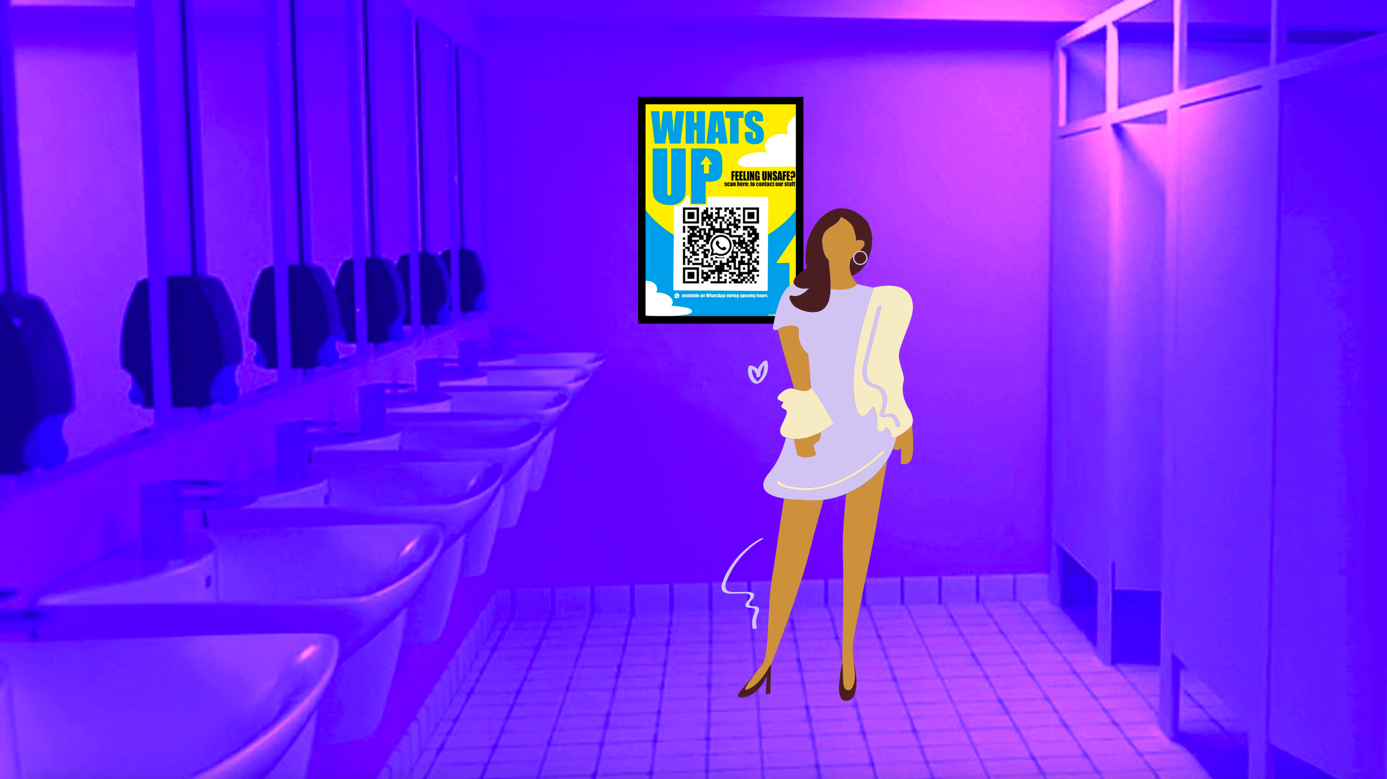 WHATS
UP
FEELING UNSAFE?
scan here: to contact our staff
available on WhatsApp during opening hours